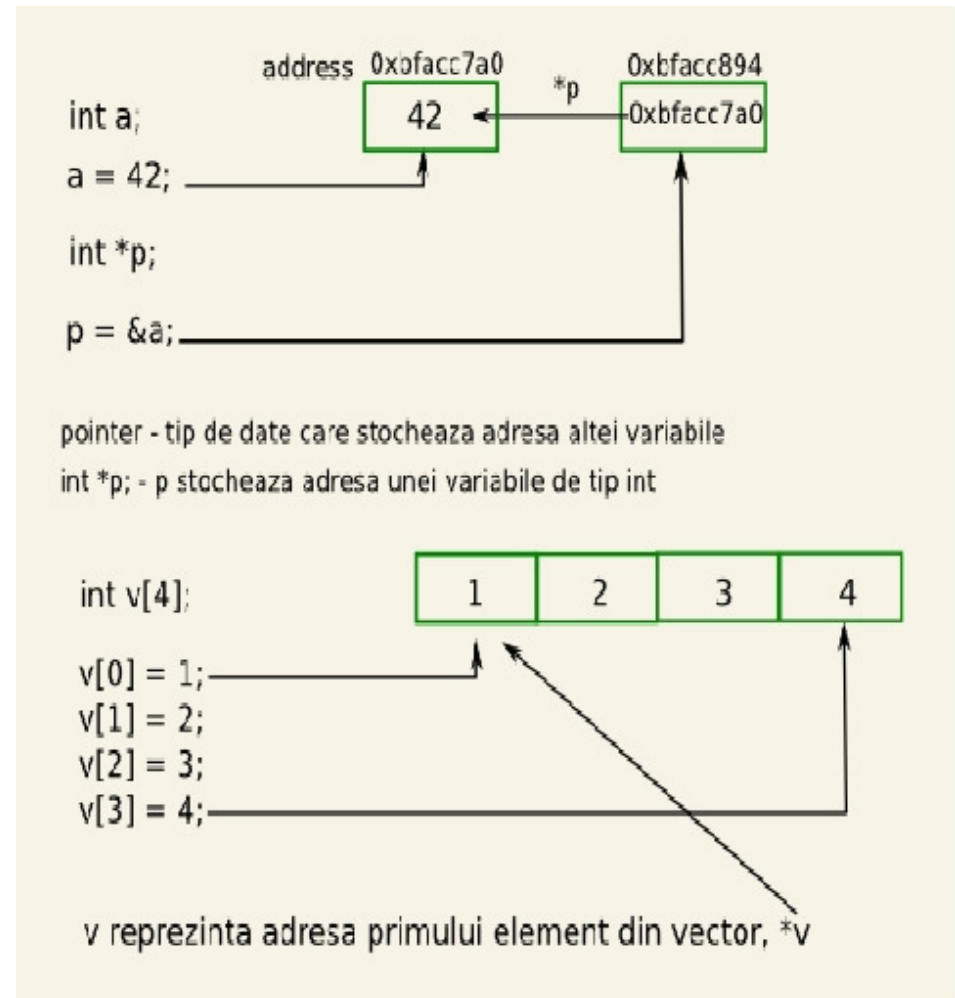 address 0xbfacc7a0 0xbfacc894
int a; 42 *p 0xbfacc7a0
a = 42;
int *p;
p = &a;
pointer - tip de date care stocheaza adresa altei variabile
int *p; - p stocheaza adresa unei variabile de tip int
int v[4]; 1 2 3 4
v[0] = 1;
v[1] = 2;
v[2] = 3;
v[3] = 4;
v reprezinta adresa primului element din vector, *v